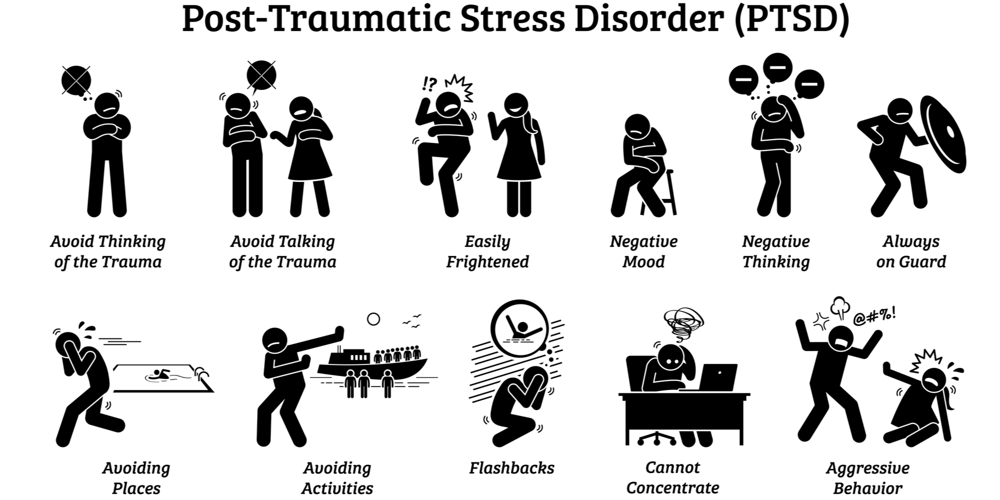 Post-Traumatic Stress Disorder (PTSD)
!?
Avoid Thinking
of the Trauma
Avoid Talking
of the Trauma
Easily
Frightened
Negative
Mood
Negative
Thinking
Always
on Guard
@#%!
Avoiding
Places
Avoiding
Activities
Flashbacks
Cannot
Concentrate
Aggressive
Behavior